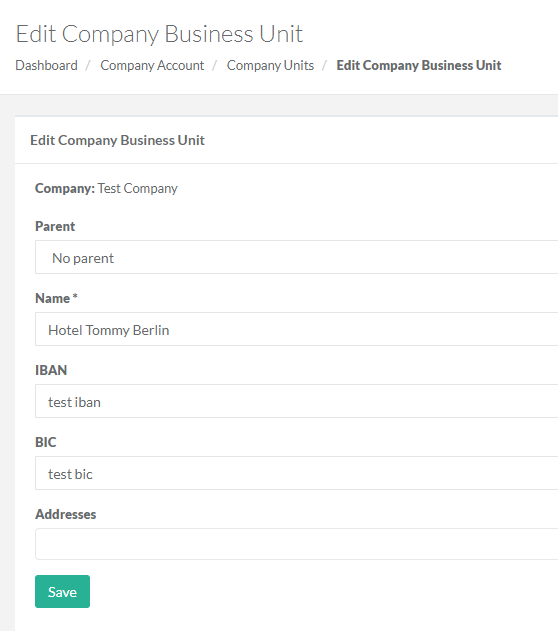 Edit Company Business Unit
Dashboard / Company Account / Company Units / Edit Company Business Unit
Edit Company Business Unit
Company: Test Company
Parent
No parent
Name *
Hotel Tommy Berlin
IBAN
test iban
BIC
test bic
Addresses
Save